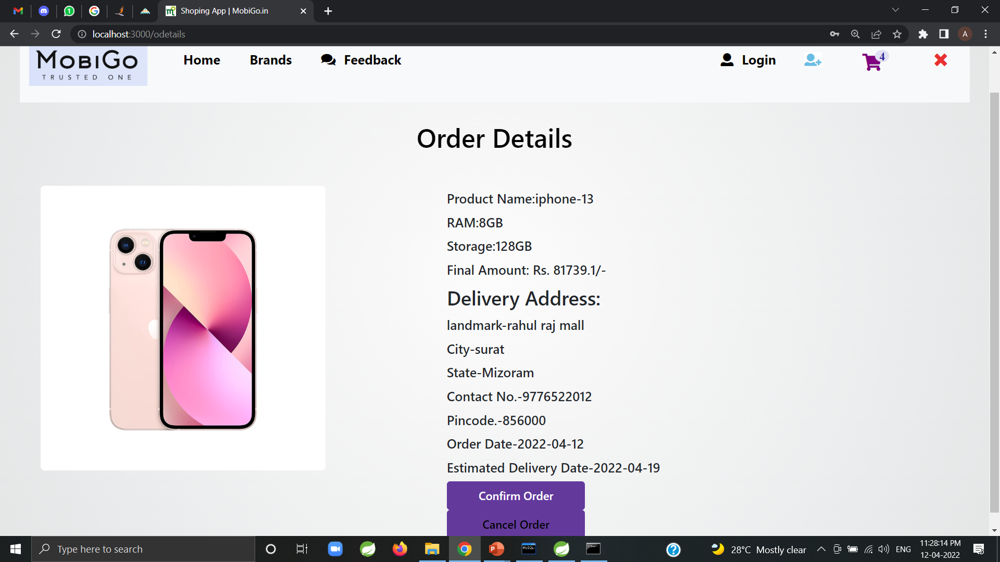 Shoping App | MobiGo.in
localhost:3000/odetails
A
MOBIGO
TRUSTED ONE
Home
Brands
Feedback
Login
4
Order Details
Product Name:iphone-13
RAM:8GB
Storage:128GB
Final Amount: Rs. 81739.1/-
Delivery Address:
landmark-rahul raj mall
City-surat
State-Mizoram
Contact No.-9776522012
Pincode.-856000
Order Date-2022-04-12
Estimated Delivery Date-2022-04-19
Confirm Order
Cancel Order
Type here to search
28°C Mostly clear
ENG
11:28:14 PM
12-04-2022